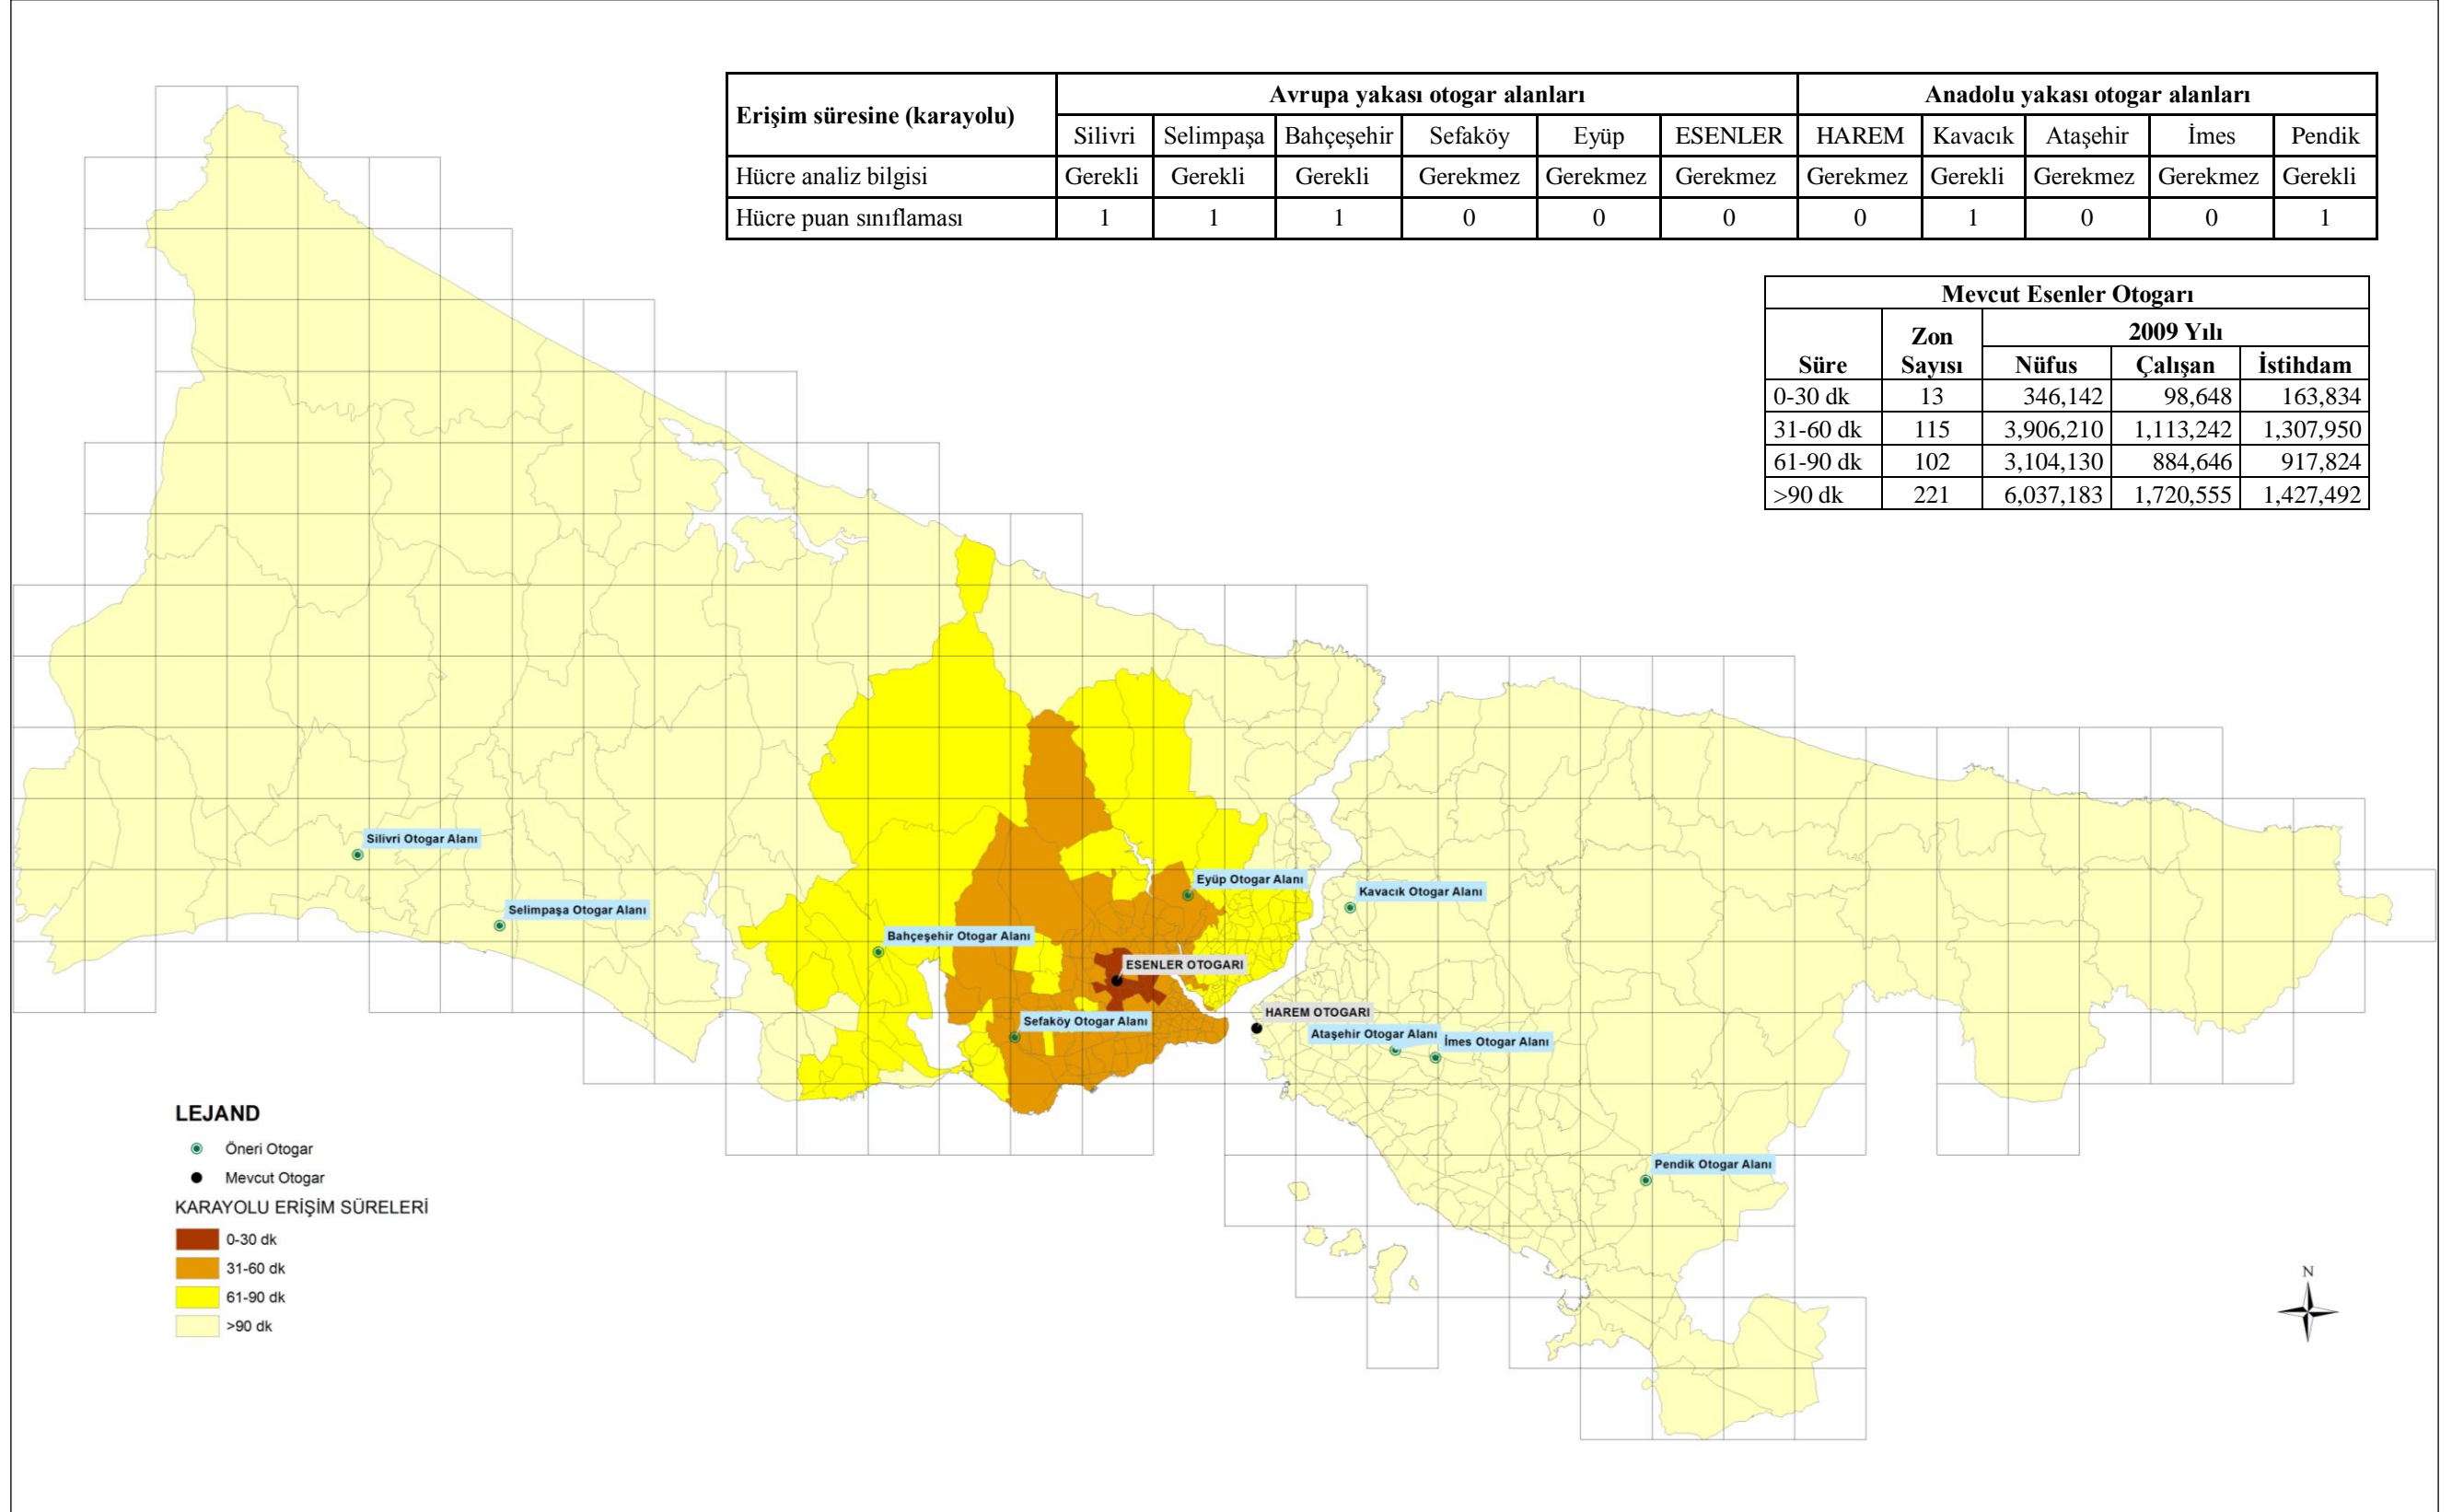 Erişim süresine (karayolu) Avrupa yakası otogar alanları Anadolu yakası otogar alanları
Silivri Selimpaşa Bahçeşehir Sefaköy Eyüp ESENLER HAREM Kavacık Ataşehir İmes Pendik
Hücre analiz bilgisi Gerekli Gerekli Gerekli Gerekmez Gerekmez Gerekmez Gerekmez Gerekli Gerekmez Gerekmez Gerekli
Hücre puan sınıflaması 1 1 1 0 0 0 0 1 0 0 1
Mevcut Esenler Otogarı
Süre Zon Sayısı 2009 Yılı
Nüfus Çalışan İstihdam
0-30 dk 13 346,142 98,648 163,834
31-60 dk 115 3,906,210 1,113,242 1,307,950
61-90 dk 102 3,104,130 884,646 917,824
>90 dk 221 6,037,183 1,720,555 1,427,492
Silivri Otogar Alanı
Selimpaşa Otogar Alanı
Bahçeşehir Otogar Alanı
Eyüp Otogar Alanı
Kavacık Otogar Alanı
ESENLER OTOGARI
Sefaköy Otogar Alanı
HAREM OTOGARI
Ataşehir Otogar Alanı
İmes Otogar Alanı
Pendik Otogar Alanı
LEJAND
Öneri Otogar
Mevcut Otogar
KARAYOLU ERİŞİM SÜRELERİ
0-30 dk
31-60 dk
61-90 dk
>90 dk
N